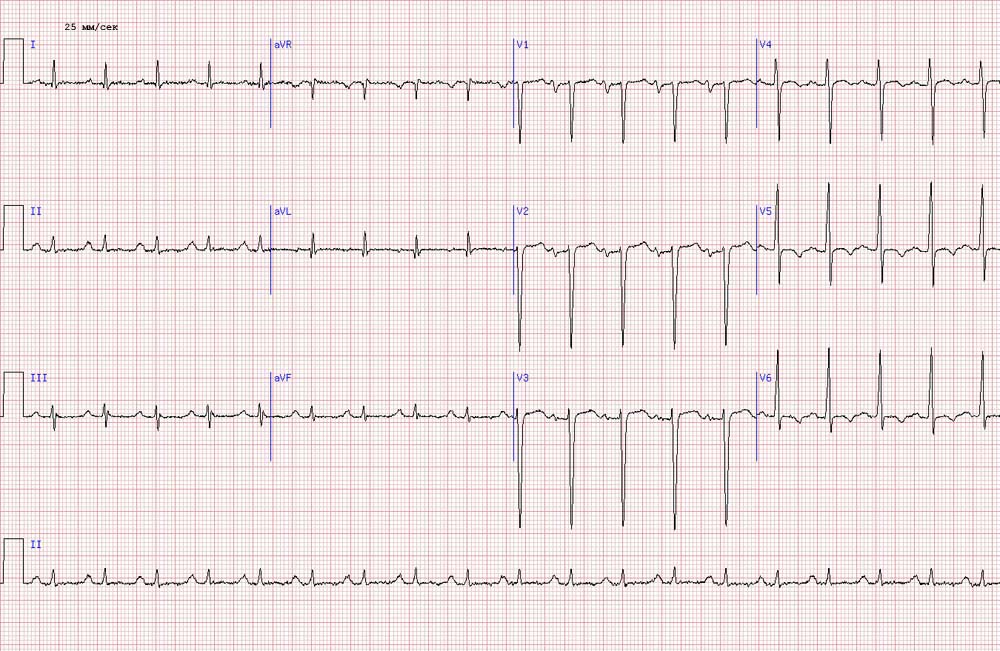 25 мм/сек
I aVR V1 V4
II aVL V2 V5
III aVF V3 V6
II